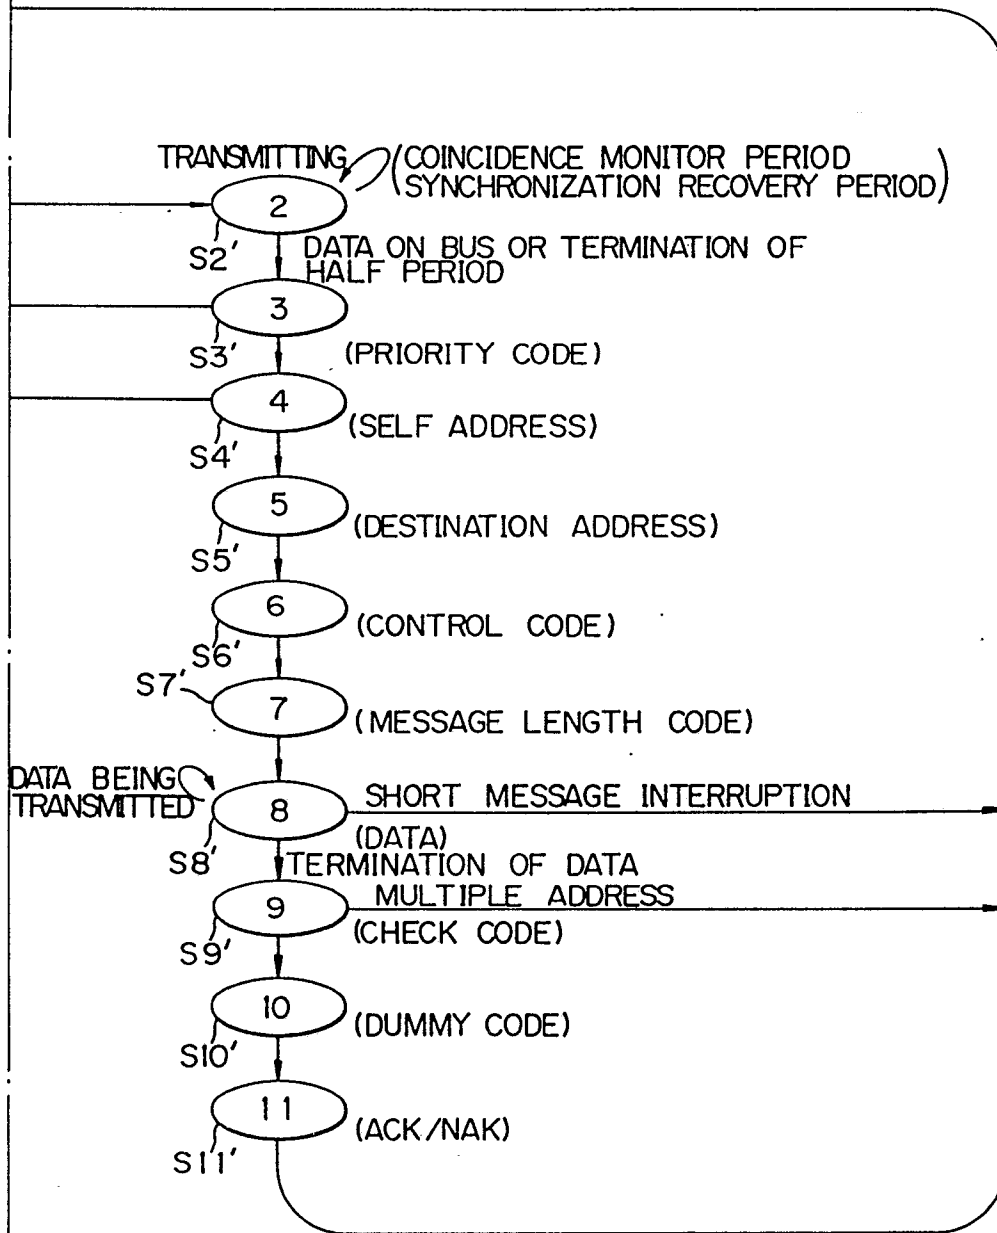 TRANSMITTING
(COINCIDENCE MONITOR PERIOD
SYNCHRONIZATION RECOVERY PERIOD)
2
S2'
DATA ON BUS OR TERMINATION OF
HALF PERIOD
3
S3'
(PRIORITY CODE)
4
S4'
(SELF ADDRESS)
5
S5'
(DESTINATION ADDRESS)
6
S6'
(CONTROL CODE)
S7'
7
(MESSAGE LENGTH CODE)
DATA BEING
TRANSMITTED
8
SHORT MESSAGE INTERRUPTION
S8'
(DATA)
TERMINATION OF DATA
MULTIPLE ADDRESS
9
S9'
(CHECK CODE)
10
S10'
(DUMMY CODE)
11
S11'
(ACK/NAK)